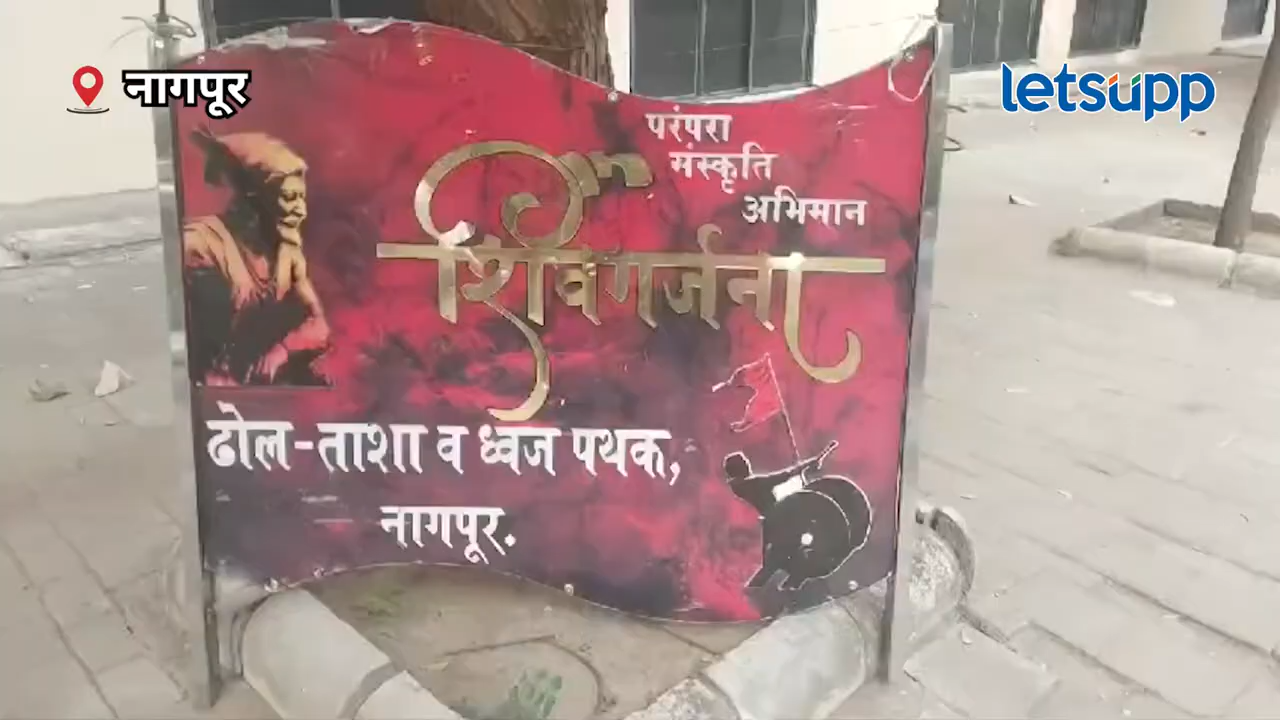 नागपूर
letsupp
परंपरा
संस्कृति
अभिमान
शिवगर्जना
ढोल-ताशा व ध्वज पथक,
नागपूर.